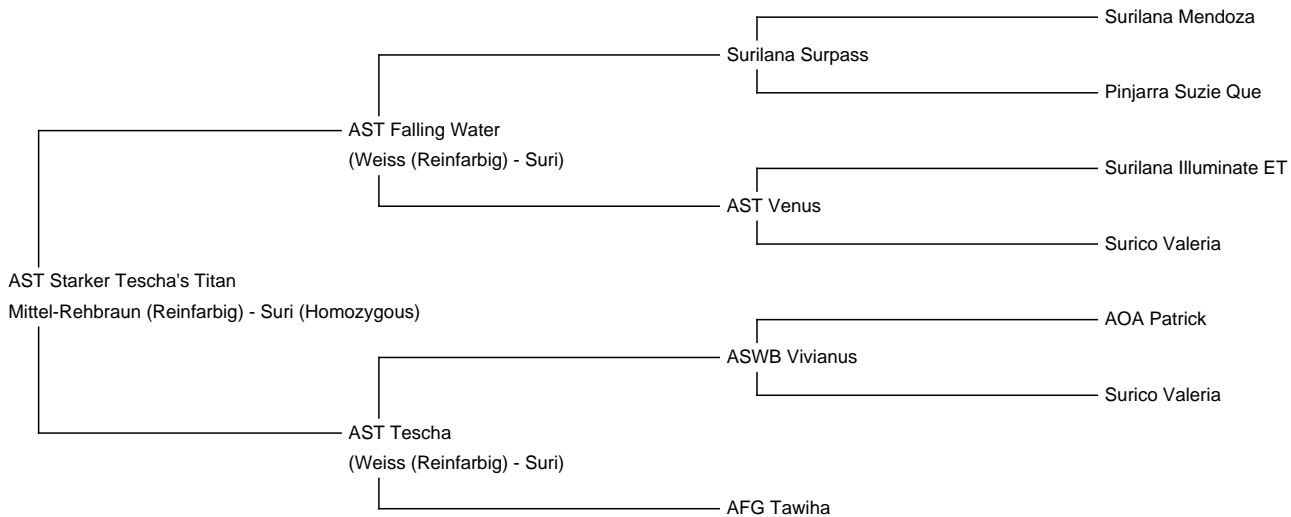 Surilana Mendoza
Surilana Surpass
Pinjarra Suzie Que
AST Falling Water
(Weiss (Reinfarbig) - Suri)
Surilana Illuminate ET
AST Venus
Surico Valeria
AST Starker Tescha's Titan
Mittel-Rehbraun (Reinfarbig) - Suri (Homozygous)
AOA Patrick
ASWB Vivianus
Surico Valeria
AST Tescha
(Weiss (Reinfarbig) - Suri)
AFG Tawiha